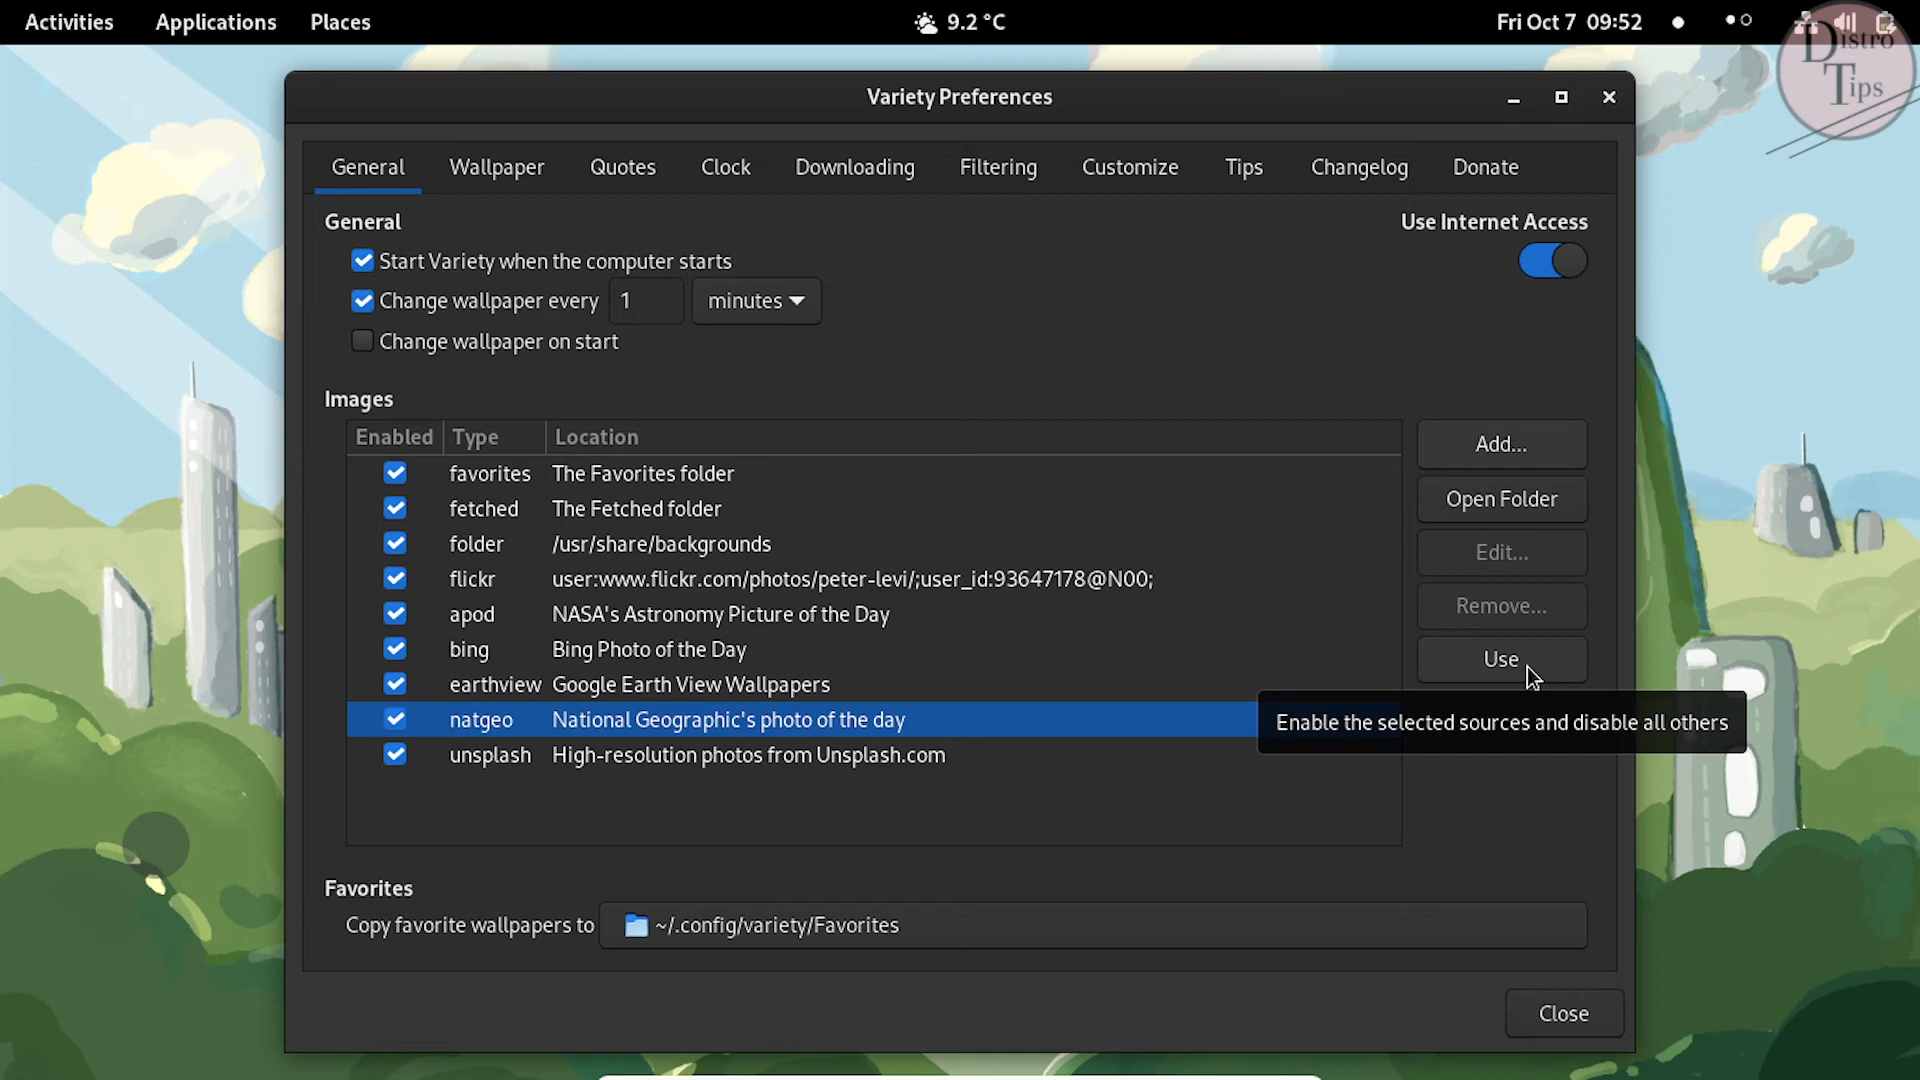 Activities Applications Places 9.2 °C Fri Oct 7 09:52
Distro
Tips
Variety Preferences
General Wallpaper Quotes Clock Downloading Filtering Customize Tips Changelog Donate
General Use Internet Access
Start Variety when the computer starts
Change wallpaper every 1 minutes
Change wallpaper on start
Images
Enabled Type Location
favorites The Favorites folder
fetched The Fetched folder
folder /usr/share/backgrounds
flickr user:www.flickr.com/photos/peter-levi/;user_id:93647178@N00;
apod NASA's Astronomy Picture of the Day
bing Bing Photo of the Day
earthview Google Earth View Wallpapers
natgeo National Geographic's photo of the day
unsplash High-resolution photos from Unsplash.com
Add...
Open Folder
Edit...
Remove...
Use
Enable the selected sources and disable all others
Favorites
Copy favorite wallpapers to ~/.config/variety/Favorites
Close